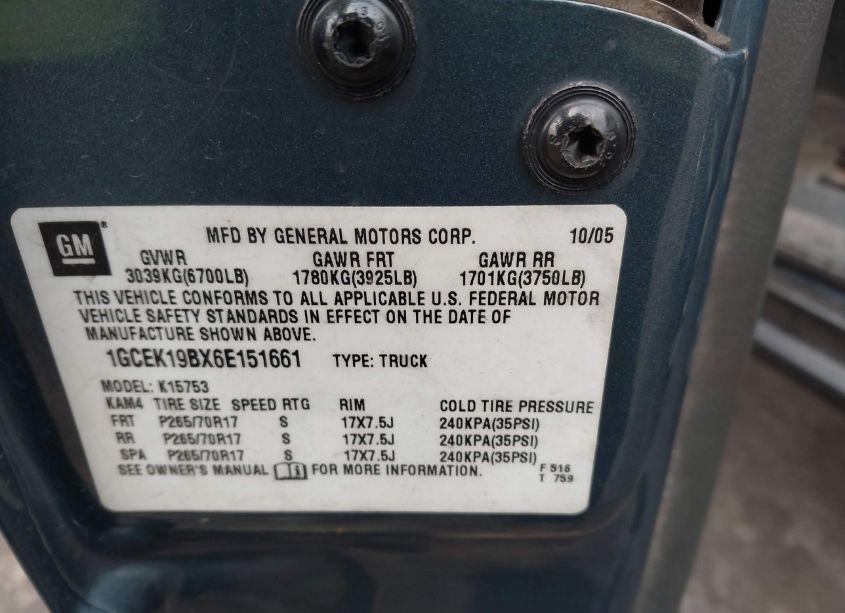 GM
MFD BY GENERAL MOTORS CORP. 10/05
GVWR GAWR FRT GAWR RR
3039KG(6700LB) 1780KG(3925LB) 1701KG(3750LB)
THIS VEHICLE CONFORMS TO ALL APPLICABLE U.S. FEDERAL MOTOR
VEHICLE SAFETY STANDARDS IN EFFECT ON THE DATE OF
MANUFACTURE SHOWN ABOVE.
1GCEK19BX6E151661 TYPE: TRUCK
MODEL: K15753
KAM4 TIRE SIZE SPEED RTG RIM COLD TIRE PRESSURE
FRT P265/70R17 S 17X7.5J 240KPA(35PSI)
RR P265/70R17 S 17X7.5J 240KPA(35PSI)
SPA P265/70R17 S 17X7.5J 240KPA(35PSI)
SEE OWNER'S MANUAL FOR MORE INFORMATION.
F 516
T 759